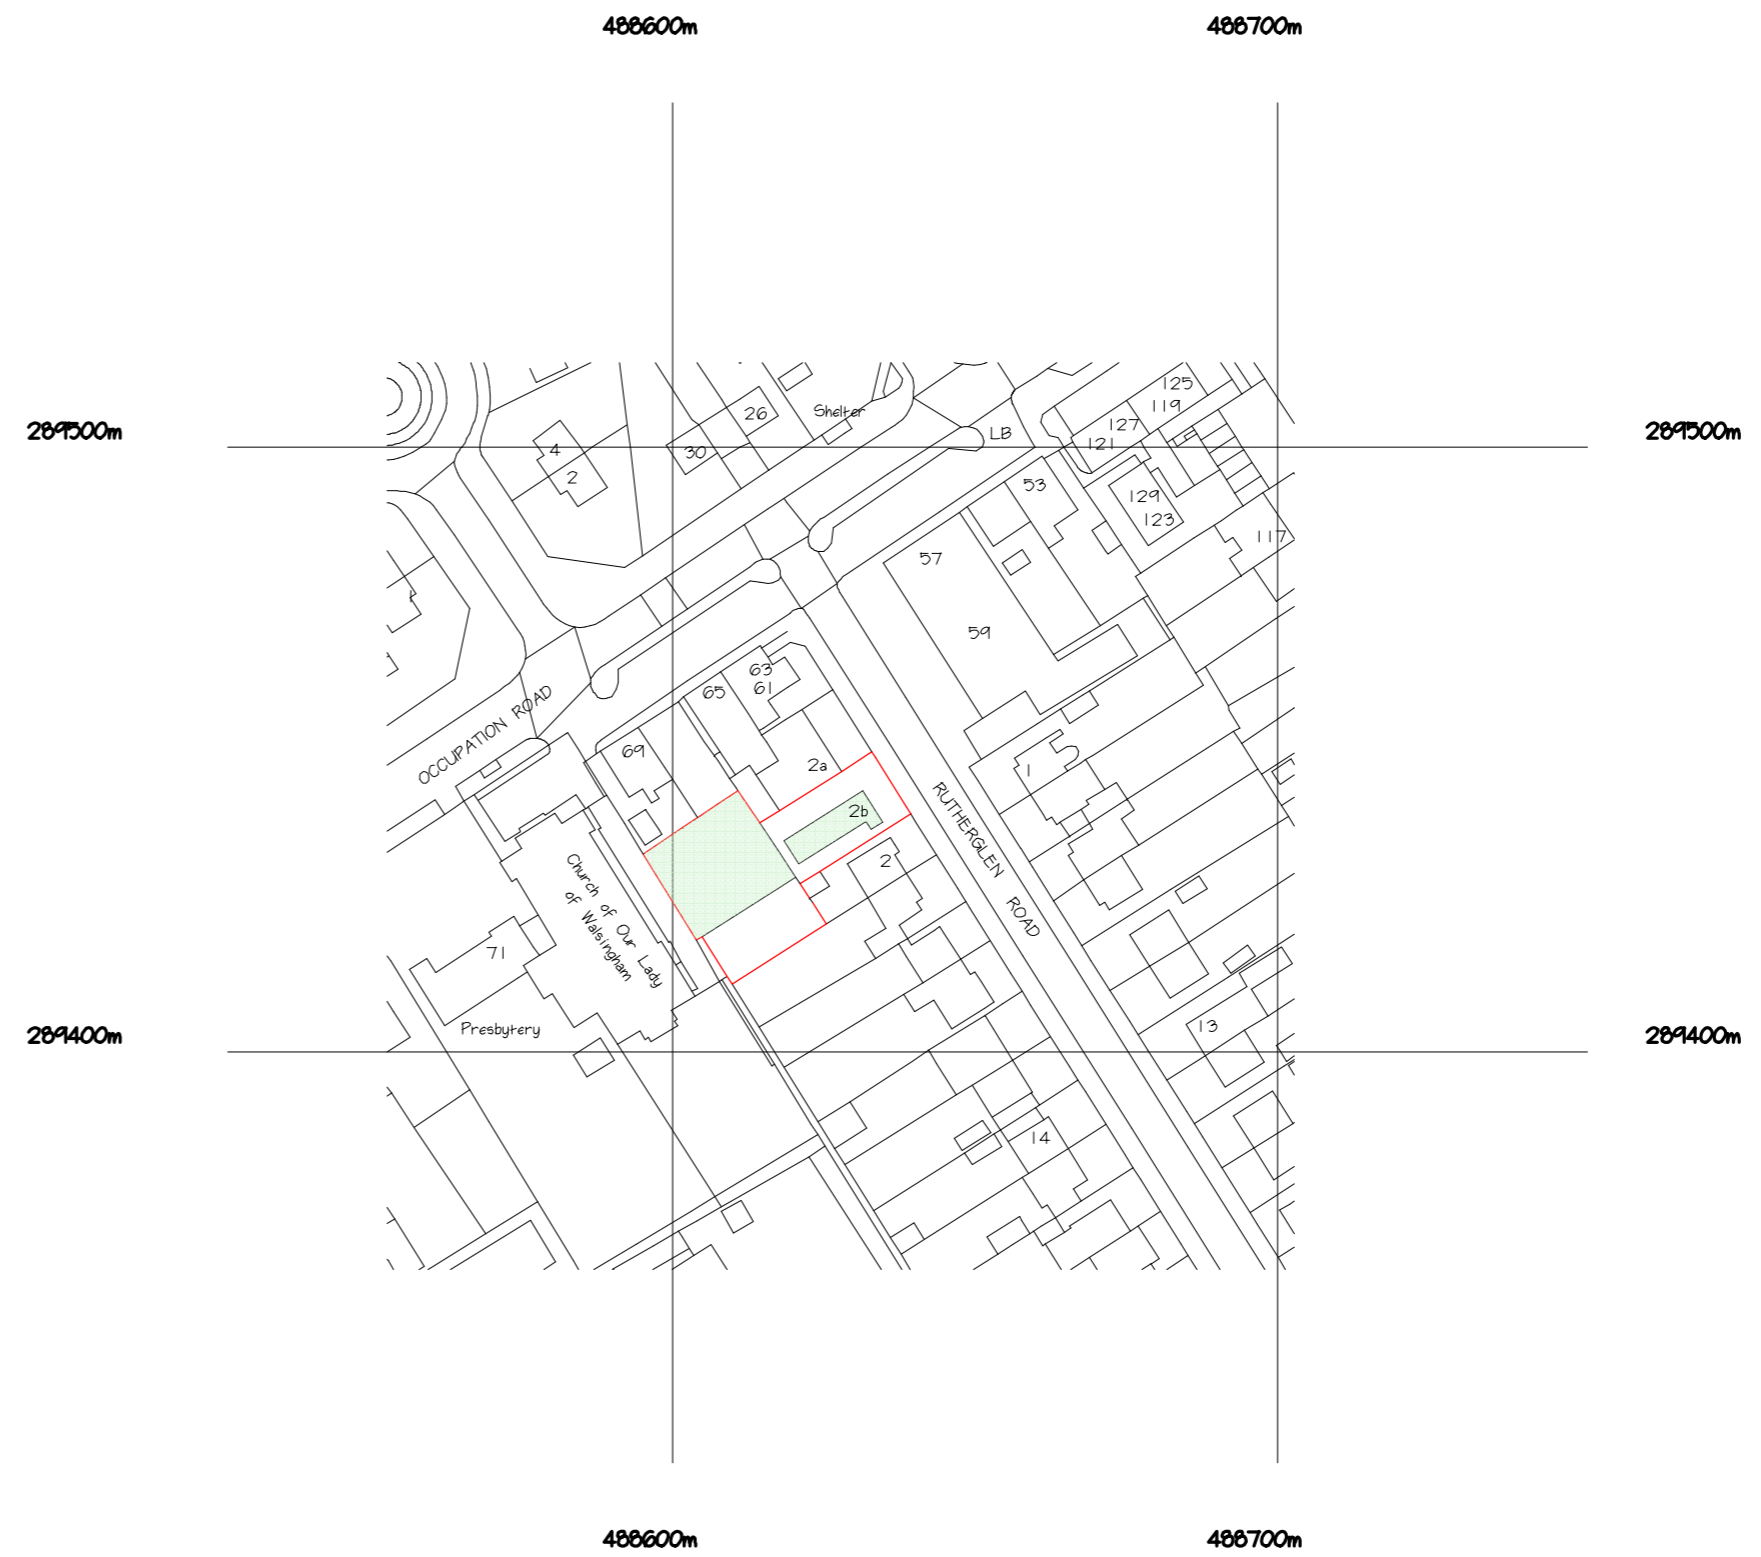 488600m
488700m
289500m
289500m
125
119
127
121
26
Shelter
LB
30
4
2
53
129
123
117
57
59
63
61
65
69
OCCUPATION ROAD
2a
2b
2
1
RUTHERGLEN ROAD
Church of Our Lady
of Walsingham
71
Presbytery
13
14
289400m
289400m
488600m
488700m